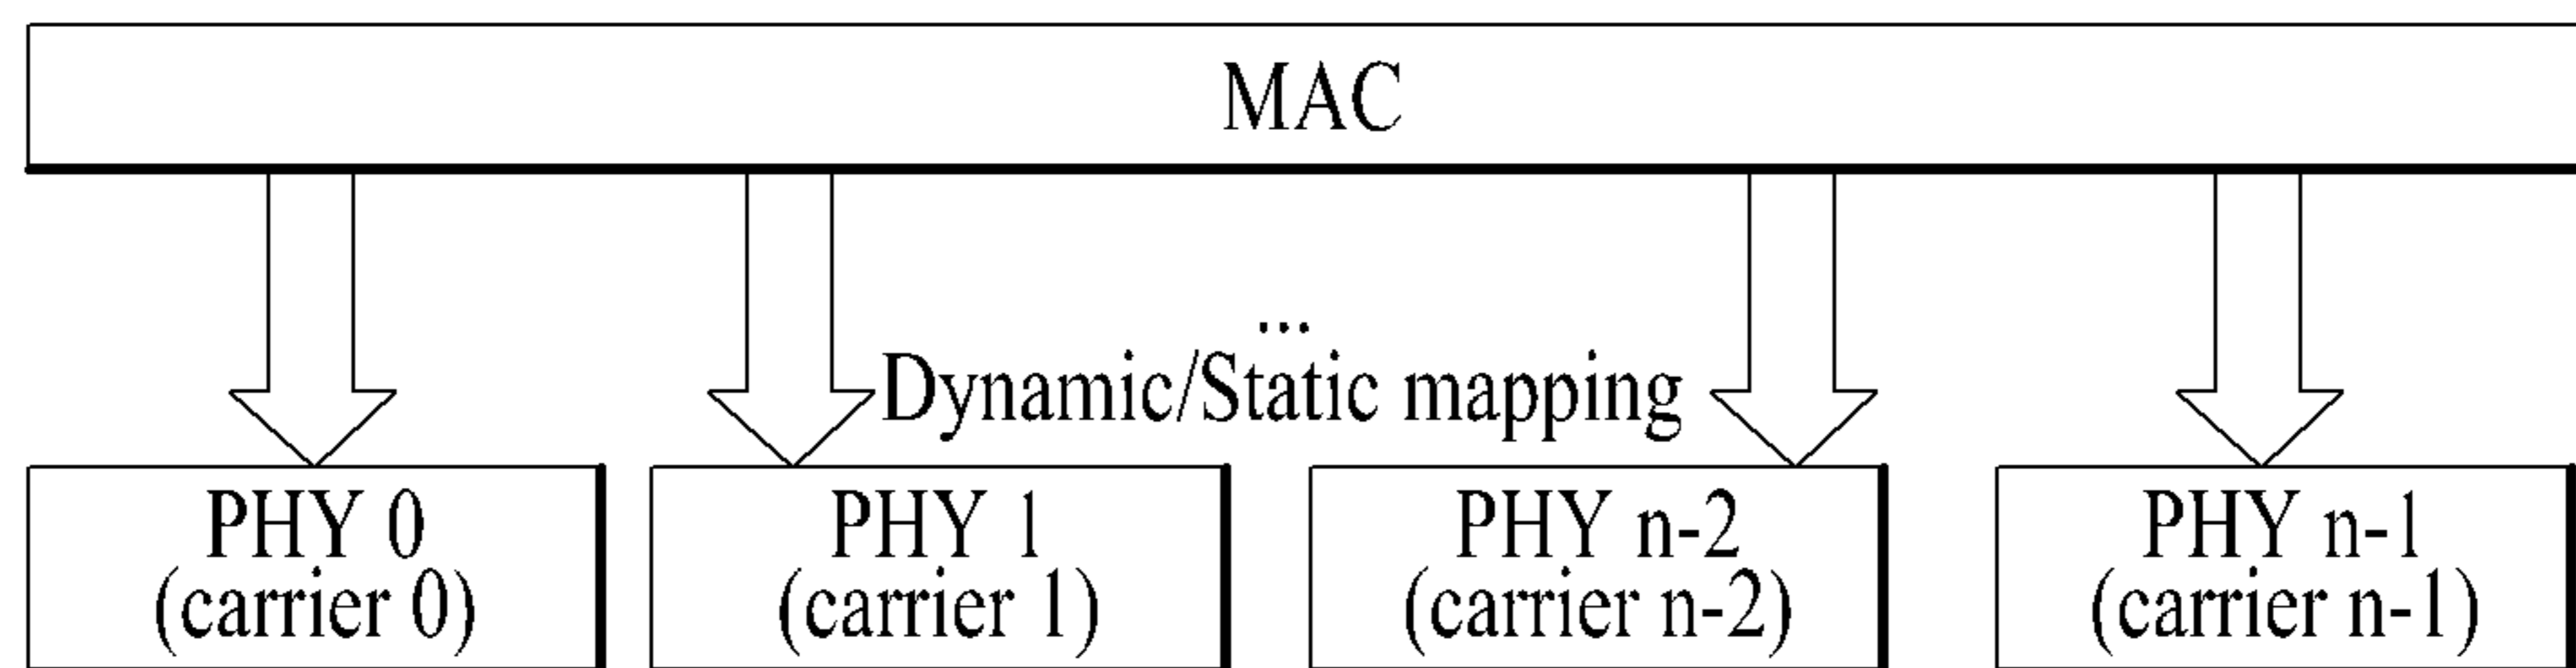 MAC
...
Dynamic/Static mapping
PHY 0
(carrier 0)
PHY 1
(carrier 1)
PHY n-2
(carrier n-2)
PHY n-1
(carrier n-1)